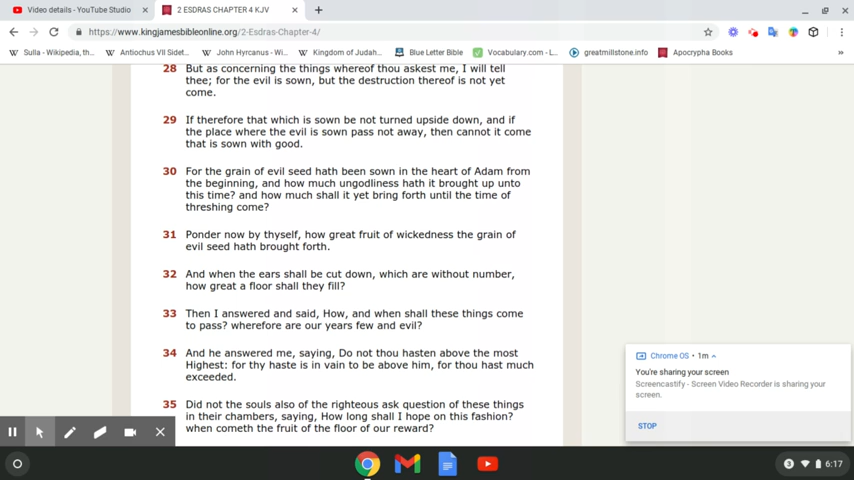 Video details - YouTube Studio
2 ESDRAS CHAPTER 4 KJV
https://www.kingjamesbibleonline.org/2-Esdras-Chapter-4/
Sulla - Wikipedia, th...
Antiochus VII Sidet...
John Hyrcanus - Wi...
Kingdom of Judah...
Blue Letter Bible
Vocabulary.com - L...
greatmillstone.info
Apocrypha Books
»
28 But as concerning the things whereof thou askest me, I will tell
thee; for the evil is sown, but the destruction thereof is not yet
come.
29 If therefore that which is sown be not turned upside down, and if
the place where the evil is sown pass not away, then cannot it come
that is sown with good.
30 For the grain of evil seed hath been sown in the heart of Adam from
the beginning, and how much ungodliness hath it brought up unto
this time? and how much shall it yet bring forth until the time of
threshing come?
31 Ponder now by thyself, how great fruit of wickedness the grain of
evil seed hath brought forth.
32 And when the ears shall be cut down, which are without number,
how great a floor shall they fill?
33 Then I answered and said, How, and when shall these things come
to pass? wherefore are our years few and evil?
34 And he answered me, saying, Do not thou hasten above the most
Highest: for thy haste is in vain to be above him, for thou hast much
exceeded.
35 Did not the souls also of the righteous ask question of these things
in their chambers, saying, How long shall I hope on this fashion?
when cometh the fruit of the floor of our reward?
Chrome OS • 1m
You're sharing your screen
Screencastify - Screen Video Recorder is sharing your
screen.
STOP
3
6:17